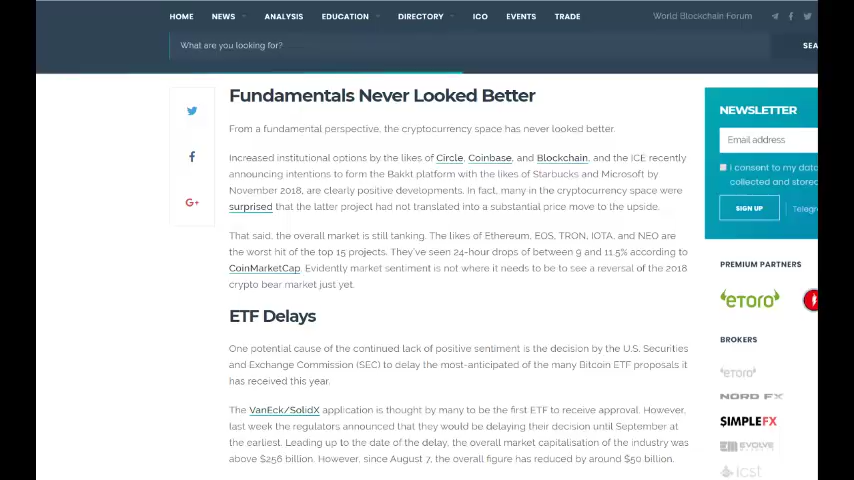 HOME NEWS ANALYSIS EDUCATION DIRECTORY ICO EVENTS TRADE World Blockchain Forum
What are you looking for? SEA
Fundamentals Never Looked Better
From a fundamental perspective, the cryptocurrency space has never looked better.
Increased institutional options by the likes of Circle, Coinbase, and Blockchain, and the ICE recently
announcing intentions to form the Bakkt platform with the likes of Starbucks and Microsoft by
November 2018, are clearly positive developments. In fact, many in the cryptocurrency space were
surprised that the latter project had not translated into a substantial price move to the upside.
That said, the overall market is still tanking. The likes of Ethereum, EOS, TRON, IOTA, and NEO are
the worst hit of the top 15 projects. They've seen 24-hour drops of between 9 and 11.5% according to
CoinMarketCap. Evidently market sentiment is not where it needs to be to see a reversal of the 2018
crypto bear market just yet.
ETF Delays
One potential cause of the continued lack of positive sentiment is the decision by the U.S. Securities
and Exchange Commission (SEC) to delay the most-anticipated of the many Bitcoin ETF proposals it
has received this year.
The VanEck/SolidX application is thought by many to be the first ETF to receive approval. However,
last week the regulators announced that they would be delaying their decision until September at
the earliest. Leading up to the date of the delay, the overall market capitalisation of the industry was
above $256 billion. However, since August 7, the overall figure has reduced by around $50 billion.
G+
NEWSLETTER
Email address
I consent to my data
collected and stored
SIGN UP Telegr
PREMIUM PARTNERS
eToro
BROKERS
eToro
NORD FX
SIMPLEFX
EVOLVE
icst